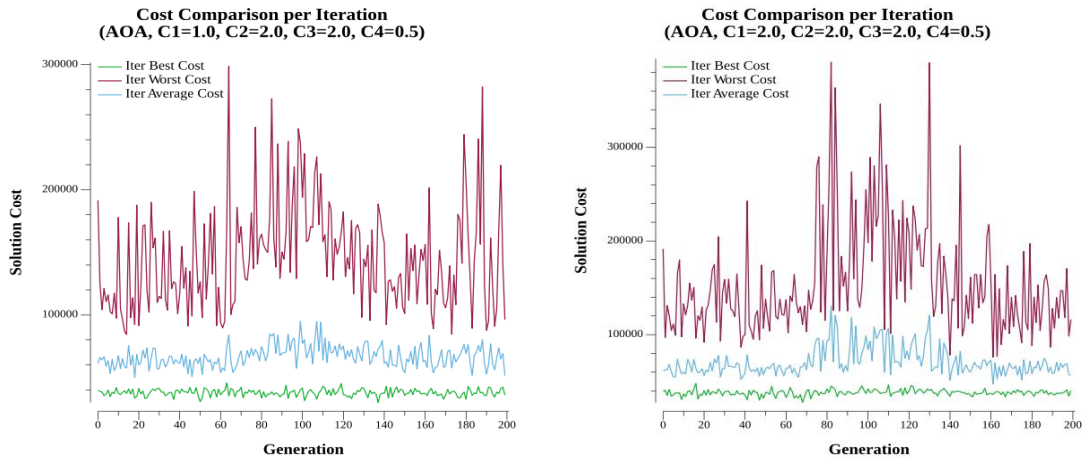 Cost Comparison per Iteration
(AOA, C1=1.0, C2=2.0, C3=2.0, C4=0.5)
300000
200000
100000
Solution Cost
Iter Best Cost
Iter Worst Cost
Iter Average Cost
0 20 40 60 80 100 120 140 160 180 200
Generation
Cost Comparison per Iteration
(AOA, C1=2.0, C2=2.0, C3=2.0, C4=0.5)
300000
200000
100000
Solution Cost
Iter Best Cost
Iter Worst Cost
Iter Average Cost
0 20 40 60 80 100 120 140 160 180 200
Generation